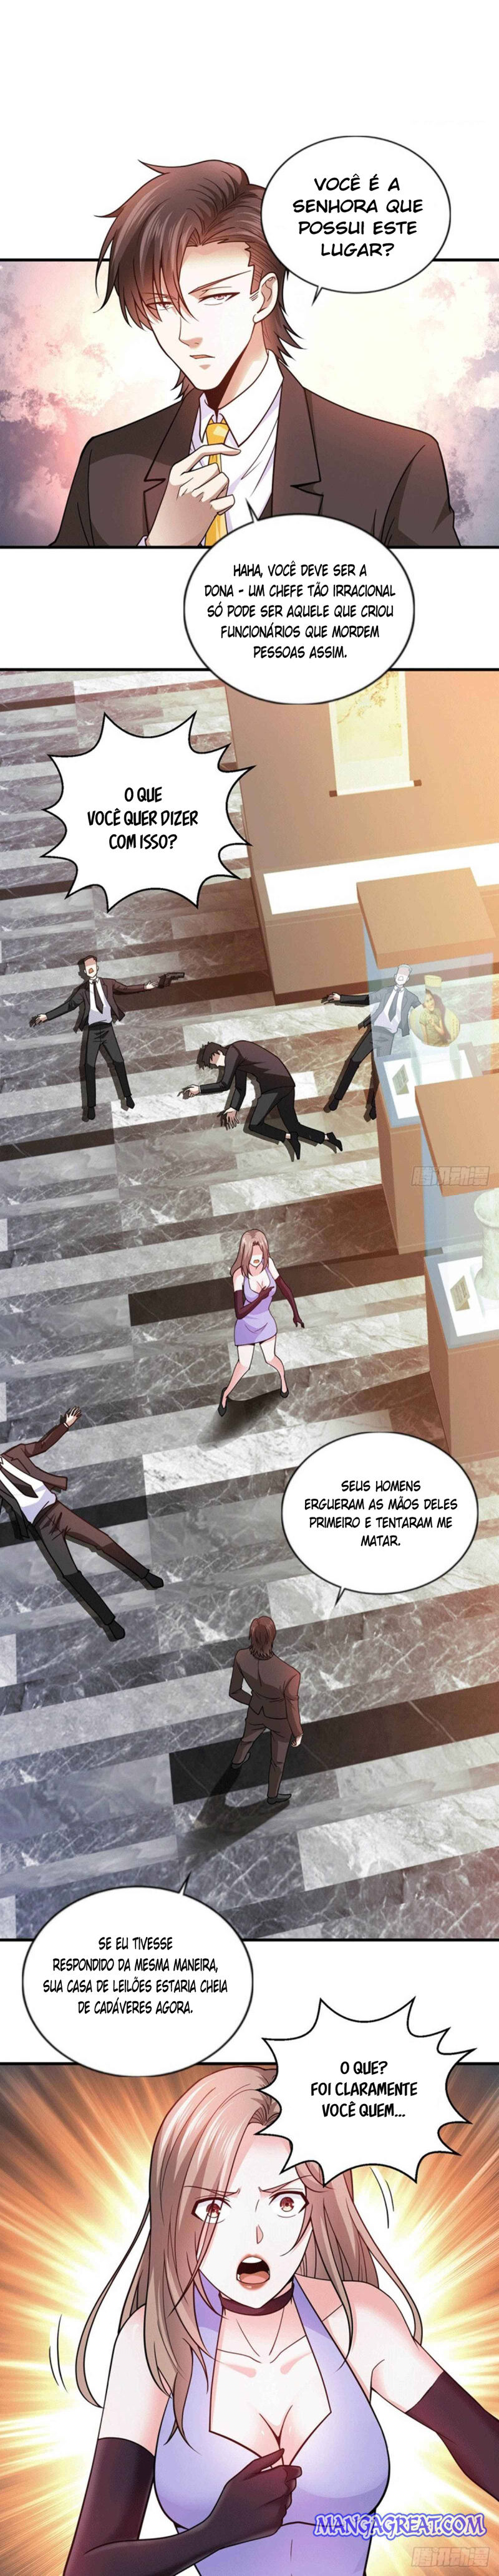 VOCÊ É A
SENHORA QUE
POSSUI ESTE
LUGAR?
HAHA, VOCÊ DEVE SER A
DONA - UM CHEFE TÃO IRRACIONAL
SÓ PODE SER AQUELE QUE CRIOU
FUNCIONÁRIOS QUE MORDEM
PESSOAS ASSIM.
O QUE
VOCÊ QUER DIZER
COM ISSO?
SEUS HOMENS
ERGUERAM AS MÃOS DELES
PRIMEIRO E TENTARAM ME
MATAR.
SE EU TIVESSE
RESPONDIDO DA MESMA MANEIRA,
SUA CASA DE LEILÕES ESTARIA CHEIA
DE CADÁVERES AGORA.
O QUE?
FOI CLARAMENTE
VOCÊ QUEM...
MANGAGREAT.COM